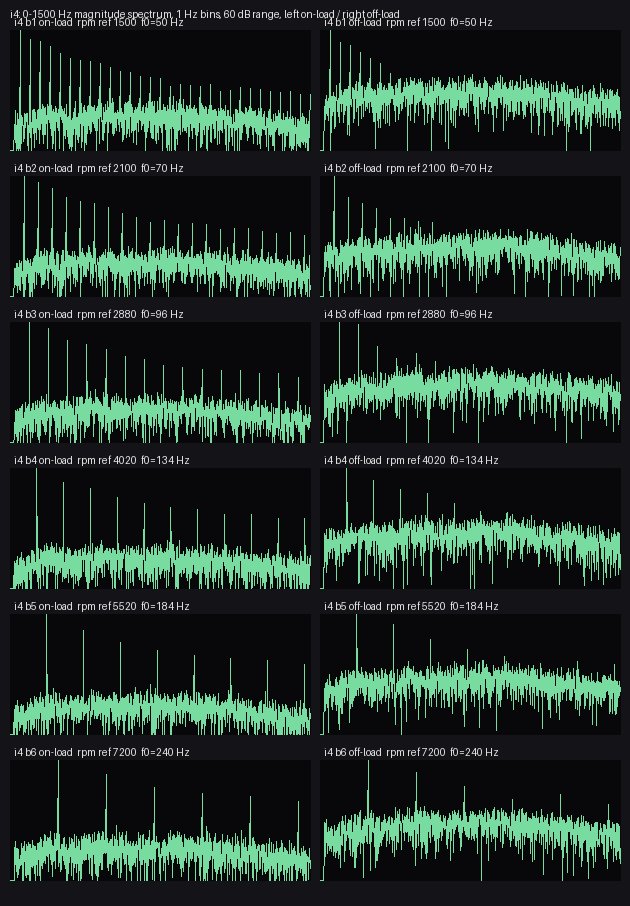 i4: 0-1500 Hz magnitude spectrum, 1 Hz bins, 60 dB range, left on-load / right off-load
i4 b1 on-load rpm ref 1500 f0=50 Hz
i4 b1 off-load rpm ref 1500 f0=50 Hz
i4 b2 on-load rpm ref 2100 f0=70 Hz
i4 b2 off-load rpm ref 2100 f0=70 Hz
i4 b3 on-load rpm ref 2880 f0=96 Hz
i4 b3 off-load rpm ref 2880 f0=96 Hz
i4 b4 on-load rpm ref 4020 f0=134 Hz
i4 b4 off-load rpm ref 4020 f0=134 Hz
i4 b5 on-load rpm ref 5520 f0=184 Hz
i4 b5 off-load rpm ref 5520 f0=184 Hz
i4 b6 on-load rpm ref 7200 f0=240 Hz
i4 b6 off-load rpm ref 7200 f0=240 Hz